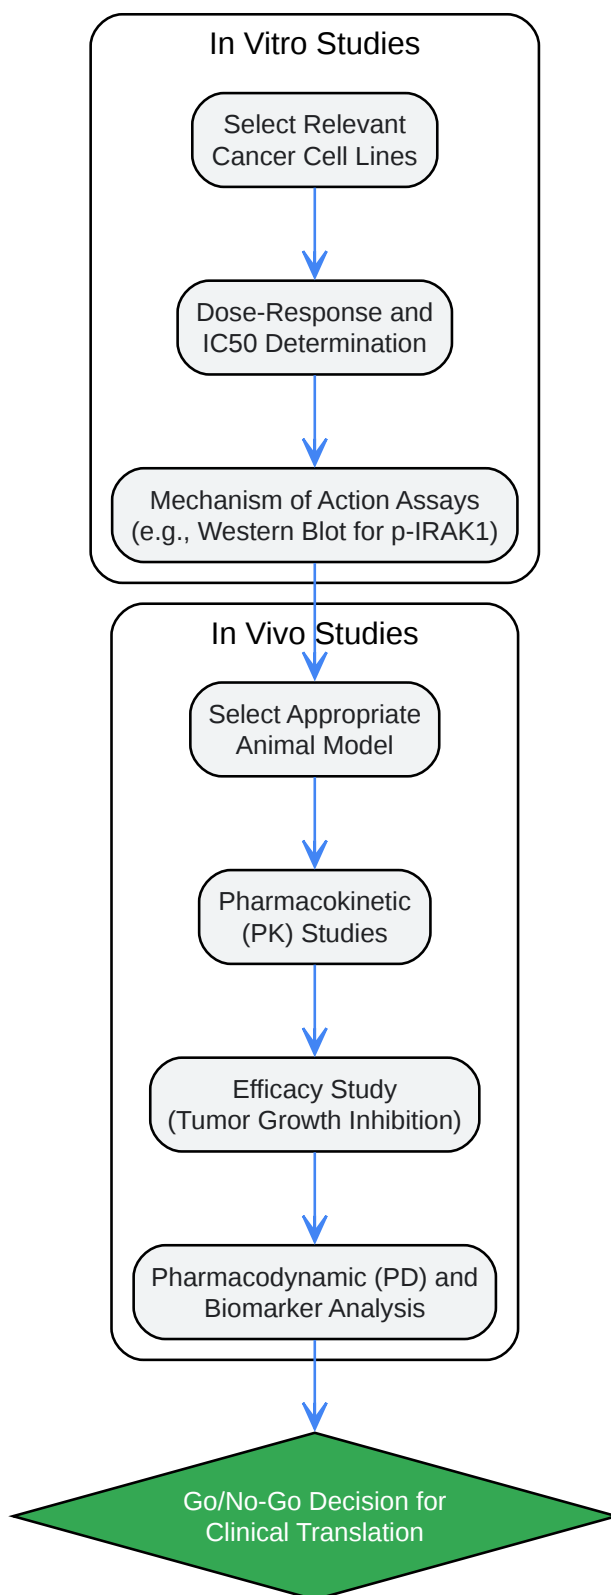 In Vitro Studies
Select Relevant
Cancer Cell Lines
Dose-Response and
IC50 Determination
Mechanism of Action Assays
(e.g., Western Blot for p-IRAK1)
In Vivo Studies
Select Appropriate
Animal Model
Pharmacokinetic
(PK) Studies
Efficacy Study
(Tumor Growth Inhibition)
Pharmacodynamic (PD) and
Biomarker Analysis
Go/No-Go Decision for
Clinical Translation